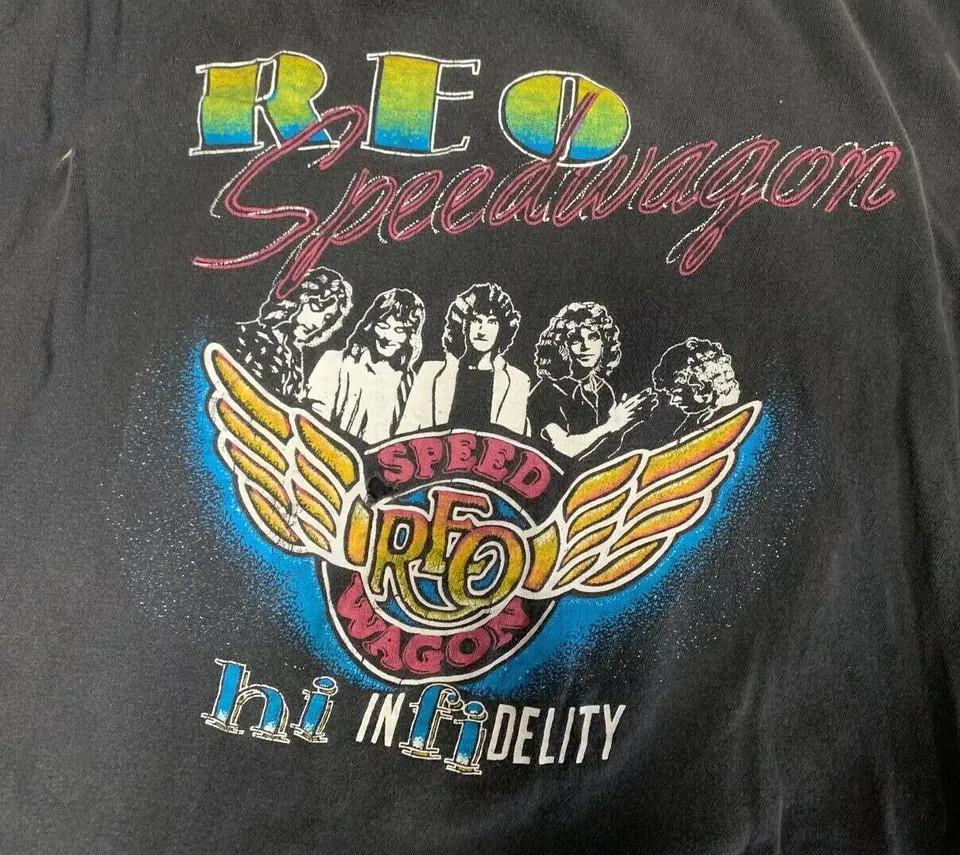 REO
Speedwagon
SPEED
REO
WAGON
hi INfiDELITY